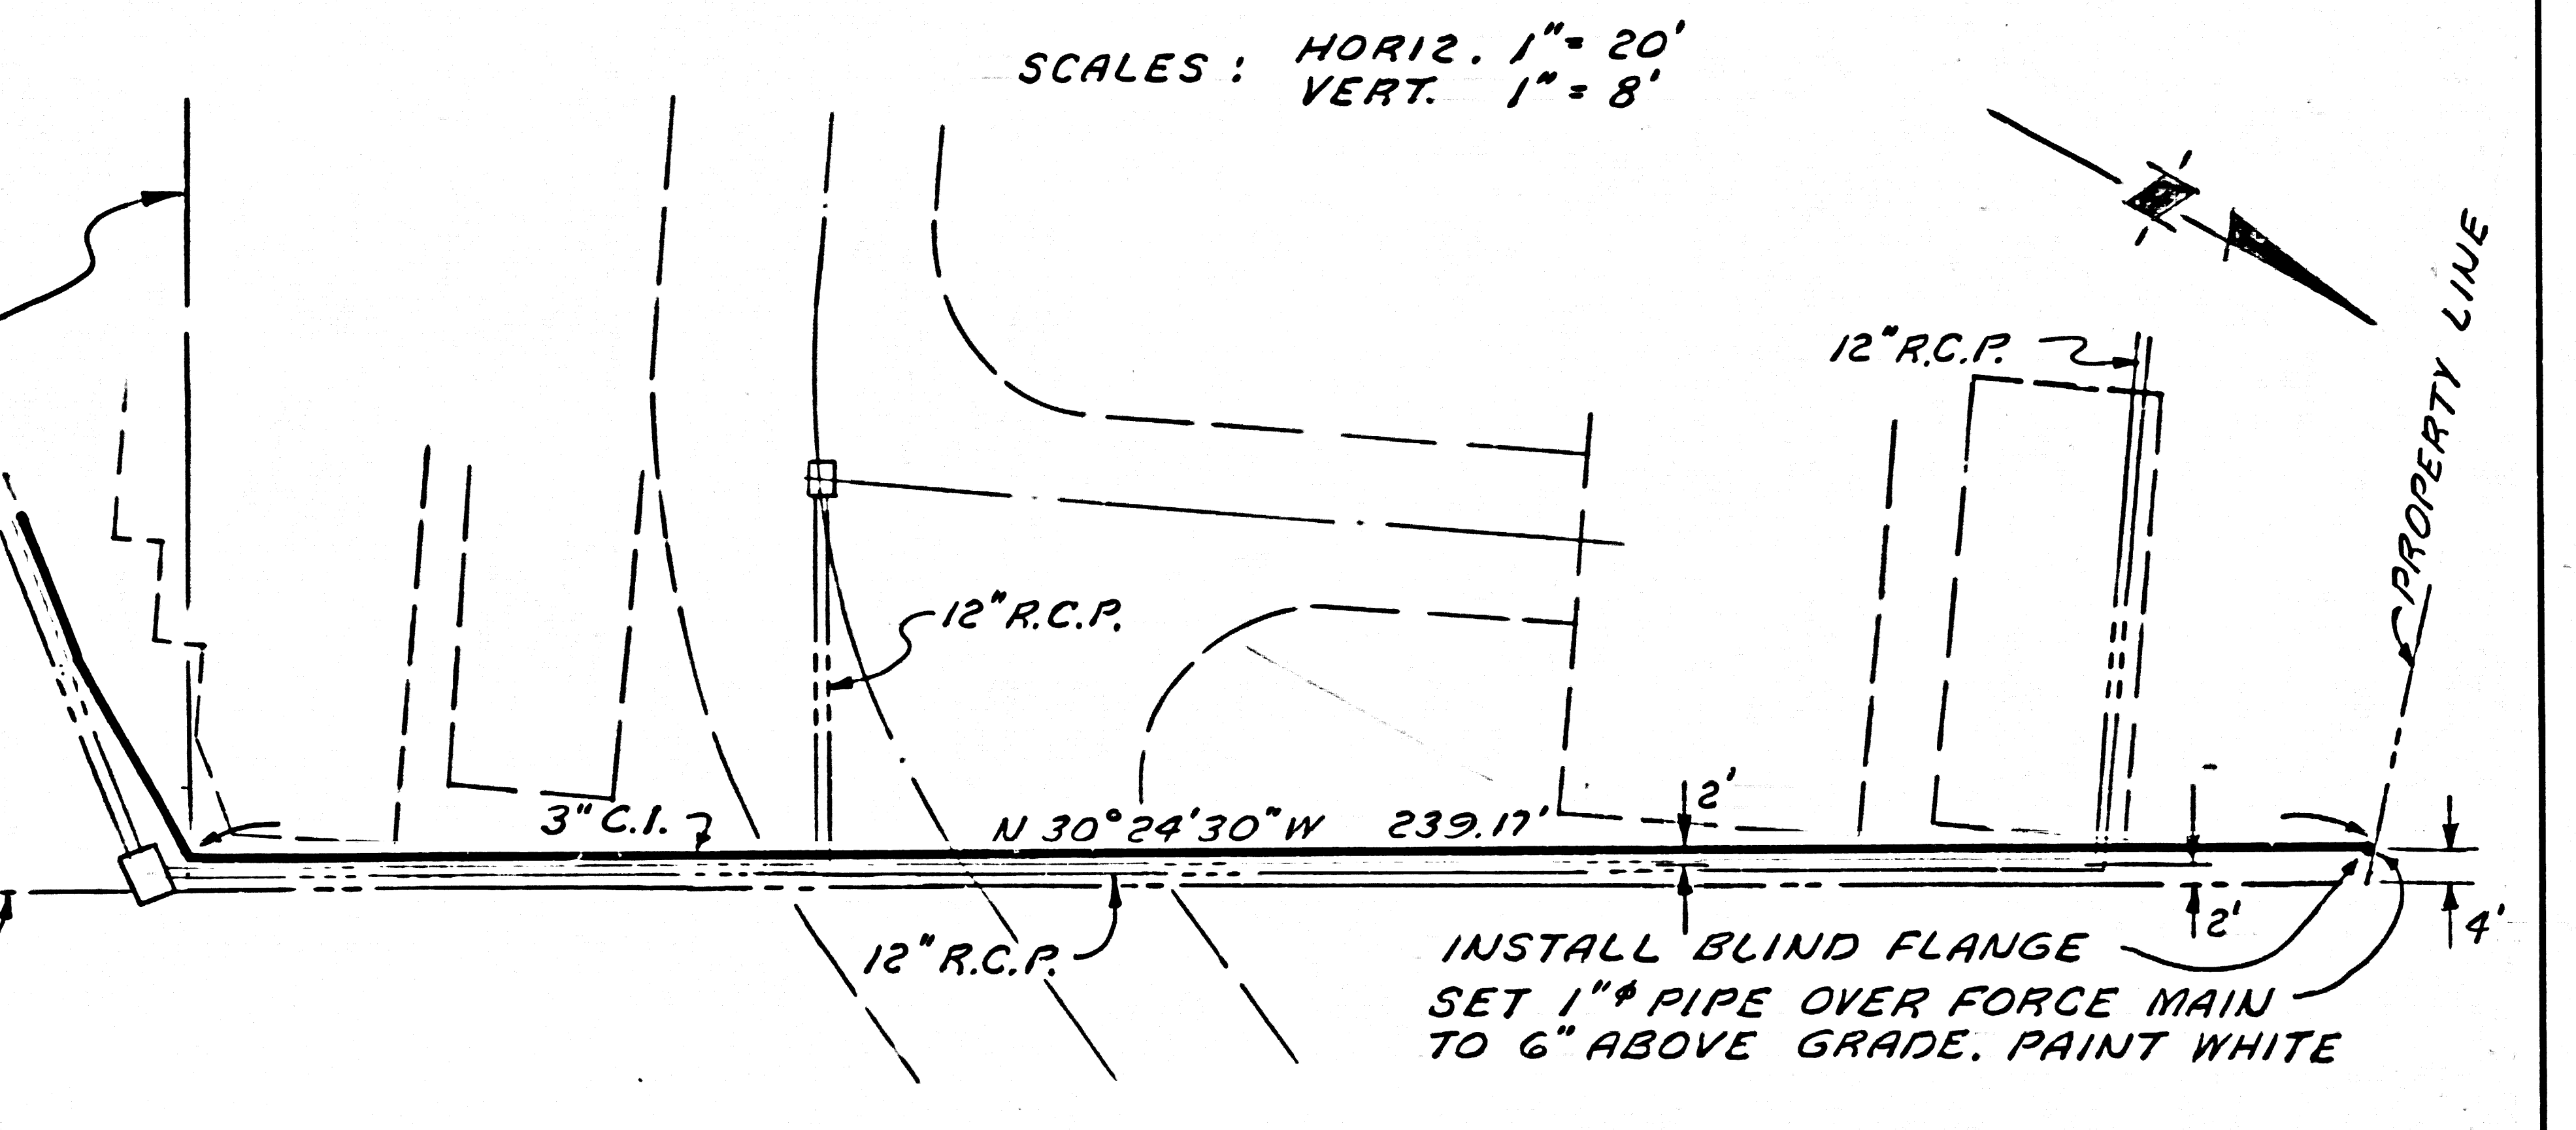 SCALES : HORIZ. 1" = 20'
VERT. 1" = 8'
12" R.C.P.
PROPERTY LINE
12" R.C.P.
3" C.I.
N 30° 24' 30" W 239.17'
2'
12" R.C.P.
2'
4'
INSTALL BLIND FLANGE
SET 1" ϕ PIPE OVER FORCE MAIN
TO 6" ABOVE GRADE. PAINT WHITE